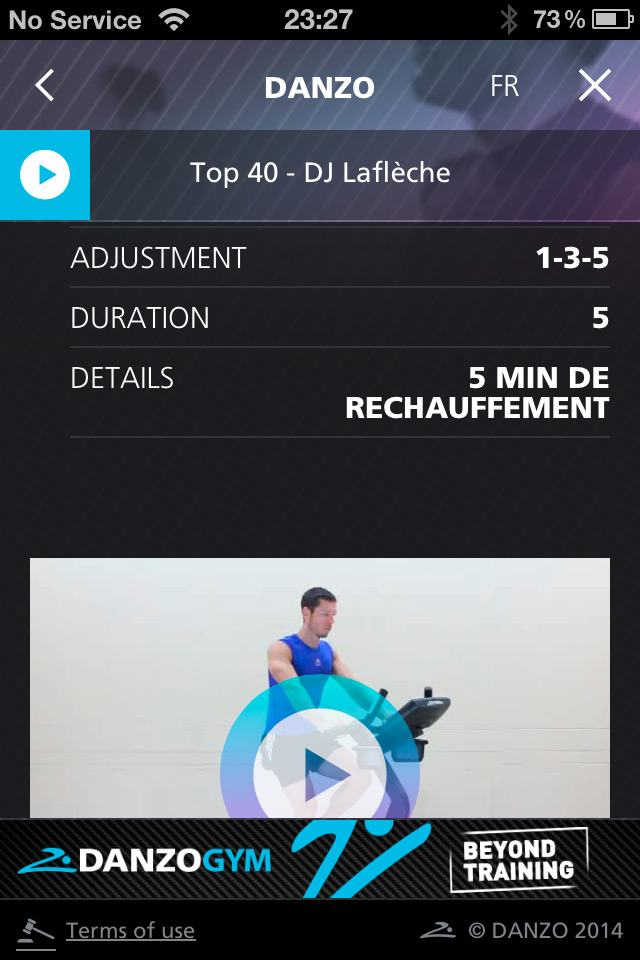 No Service 23:27 73%
DANZO FR
Top 40 - DJ Laflèche
ADJUSTMENT 1-3-5
DURATION 5
DETAILS 5 MIN DE
RECHAUFFEMENT
DANZOGYM
BEYOND
TRAINING
Terms of use © DANZO 2014